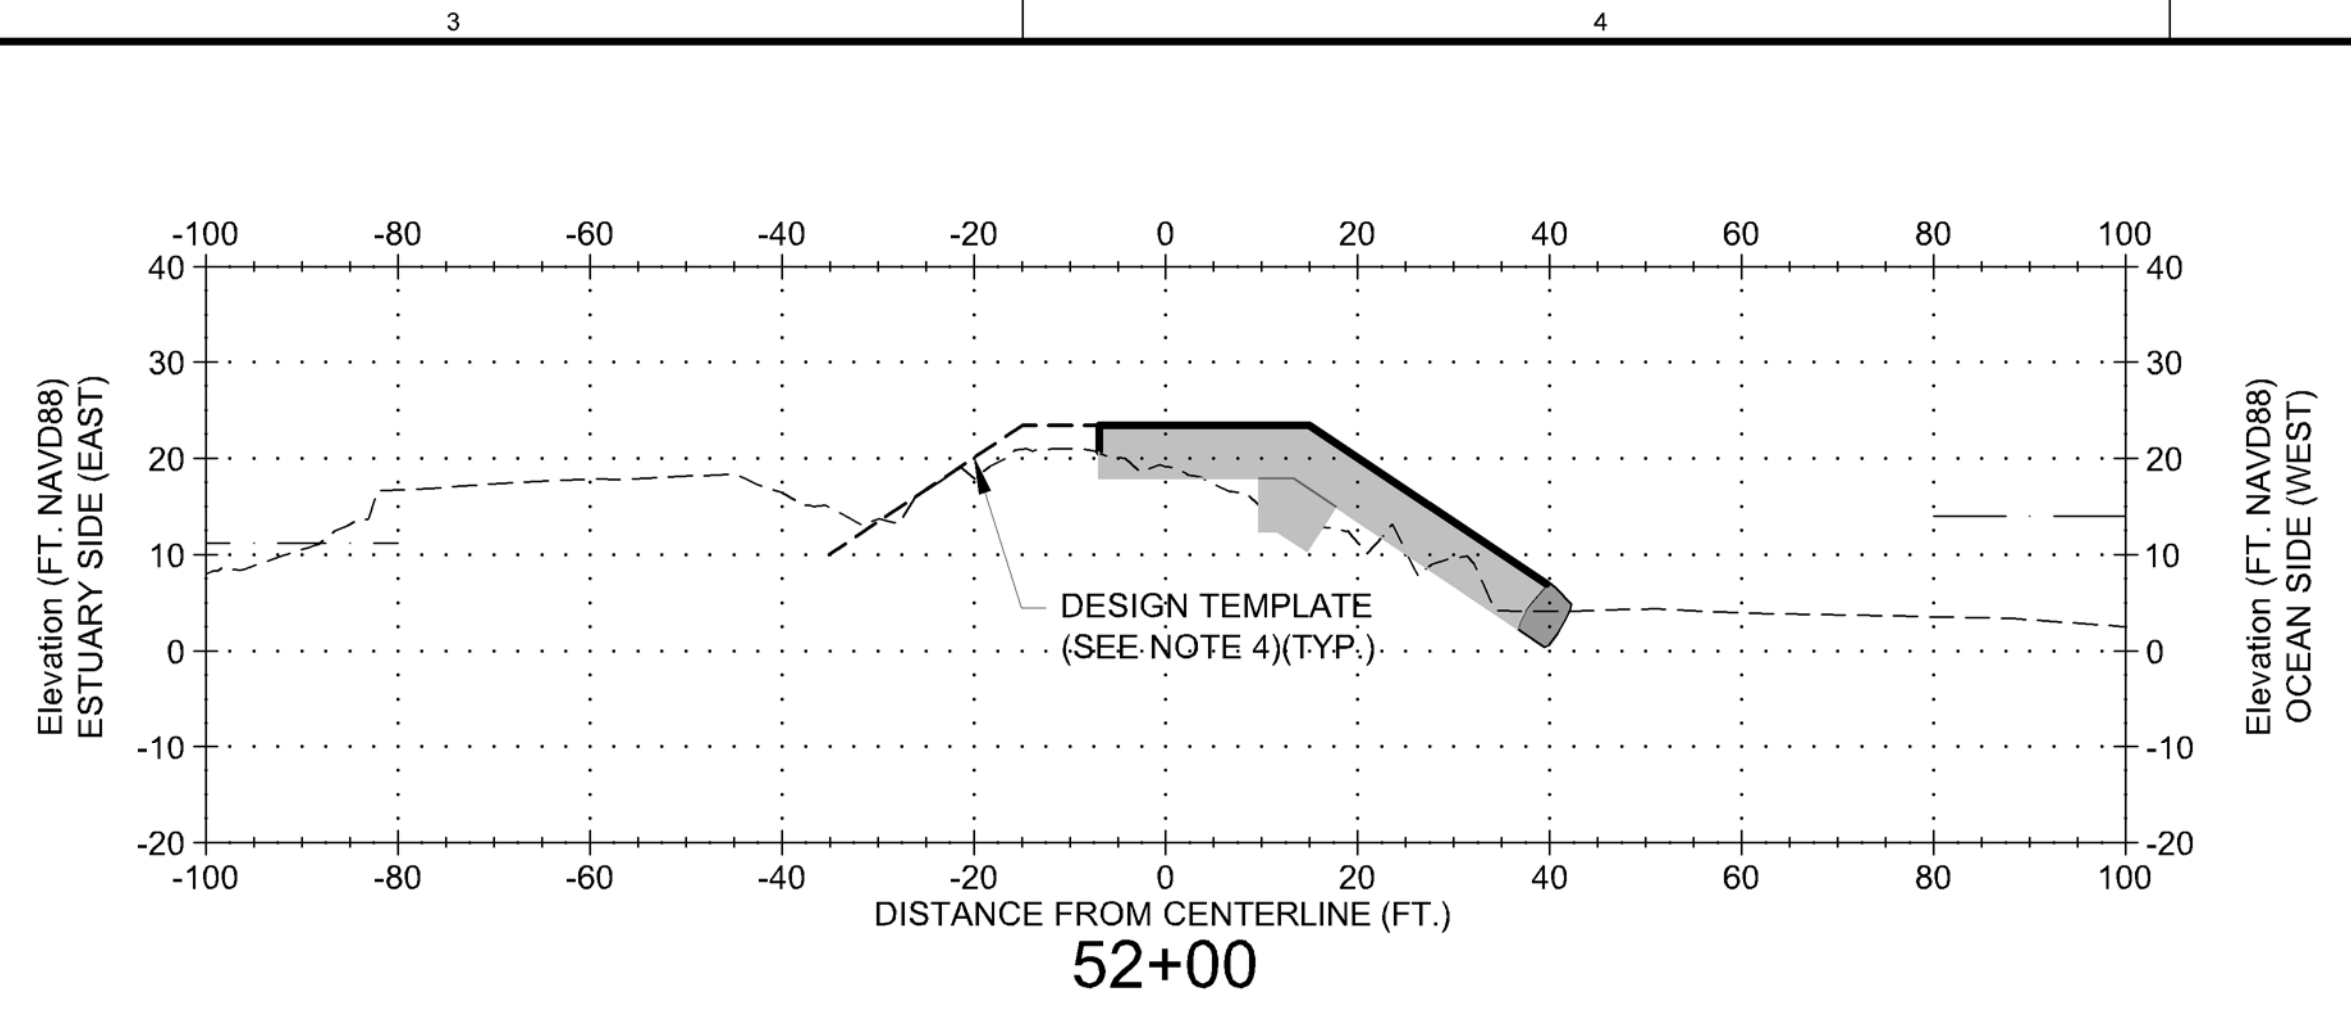 3 4
-100 -80 -60 -40 -20 0 20 40 60 80 100
40 40
30 30
20 20
10 10
0 0
-10 -10
-20 -20
Elevation (FT. NAVD88)
ESTUARY SIDE (EAST)
DESIGN TEMPLATE
(SEE NOTE 4)(TYP.)
Elevation (FT. NAVD88)
OCEAN SIDE (WEST)
-100 -80 -60 -40 -20 0 20 40 60 80 100
DISTANCE FROM CENTERLINE (FT.)
52+00